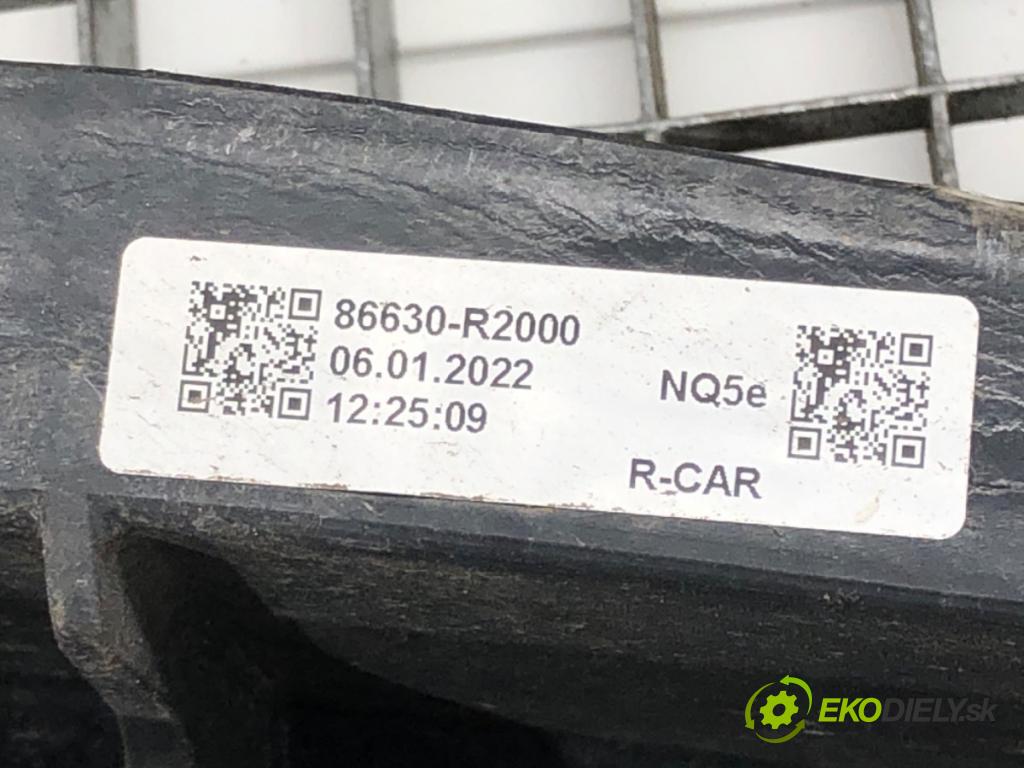 86630-R2000
06.01.2022
12:25:09
NQ5e
R-CAR
EKODIELY.sk